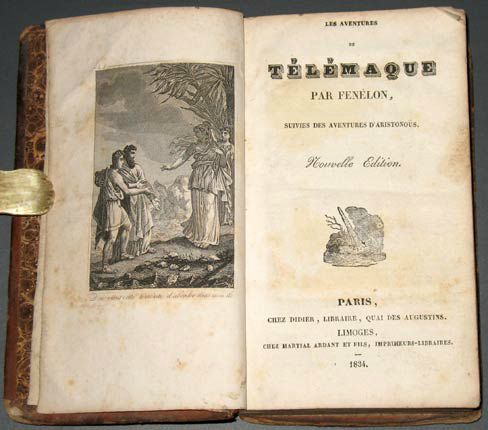 LES AVENTURES
DE
TÉLÉMAQUE
PAR FENÉLON,
SUIVIES DES AVENTURES D'ARISTONOÜS.
Nouvelle Edition.
PARIS,
CHEZ DIDIER, LIBRAIRE, QUAI DES AUGUSTINS.
LIMOGES,
CHEZ MARTIAL ARDANT ET FILS, IMPRIMEURS-LIBRAIRES.
1834.